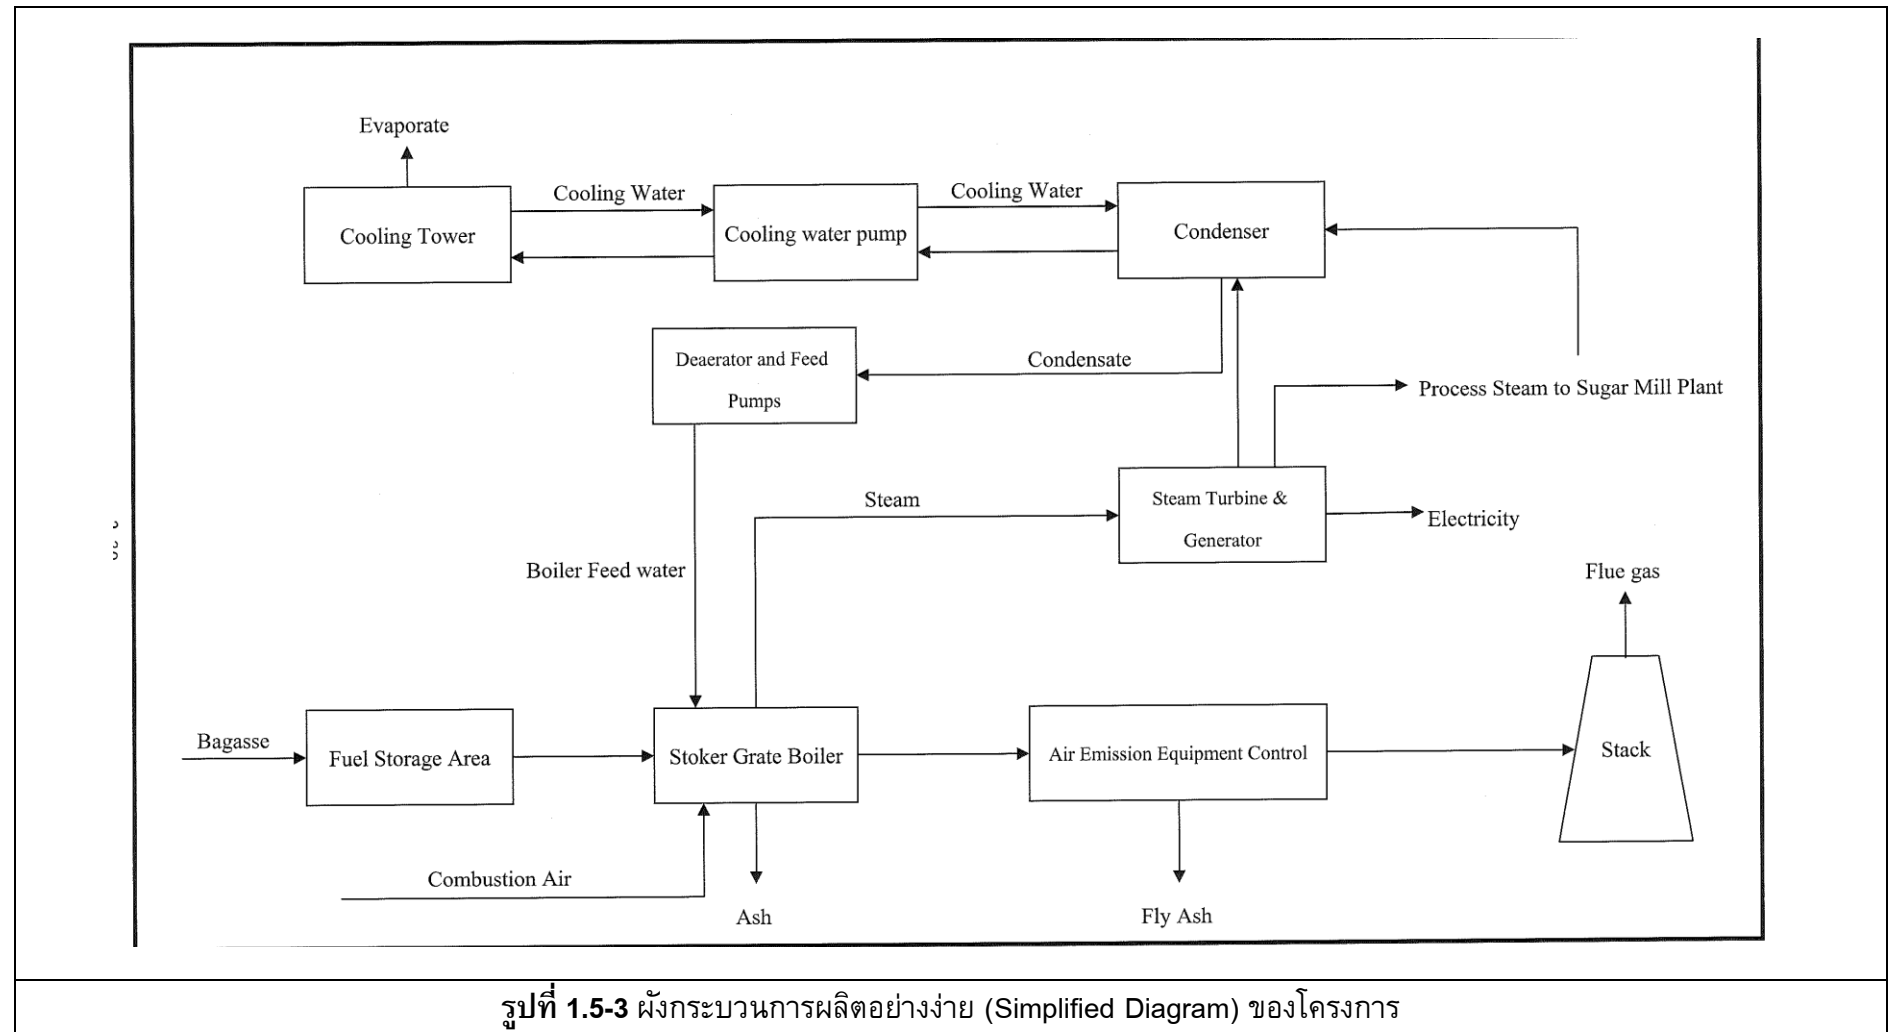 Evaporate
Cooling Water
Cooling Water
Cooling Tower
Cooling water pump
Condenser
Deaerator and Feed
Pumps
Condensate
Process Steam to Sugar Mill Plant
Steam
Steam Turbine &
Generator
Electricity
Boiler Feed water
Flue gas
Bagasse
Fuel Storage Area
Stoker Grate Boiler
Air Emission Equipment Control
Stack
Combustion Air
Ash
Fly Ash
รูปที่ 1.5-3 ผังกระบวนการผลิตอย่างง่าย (Simplified Diagram) ของโครงการ